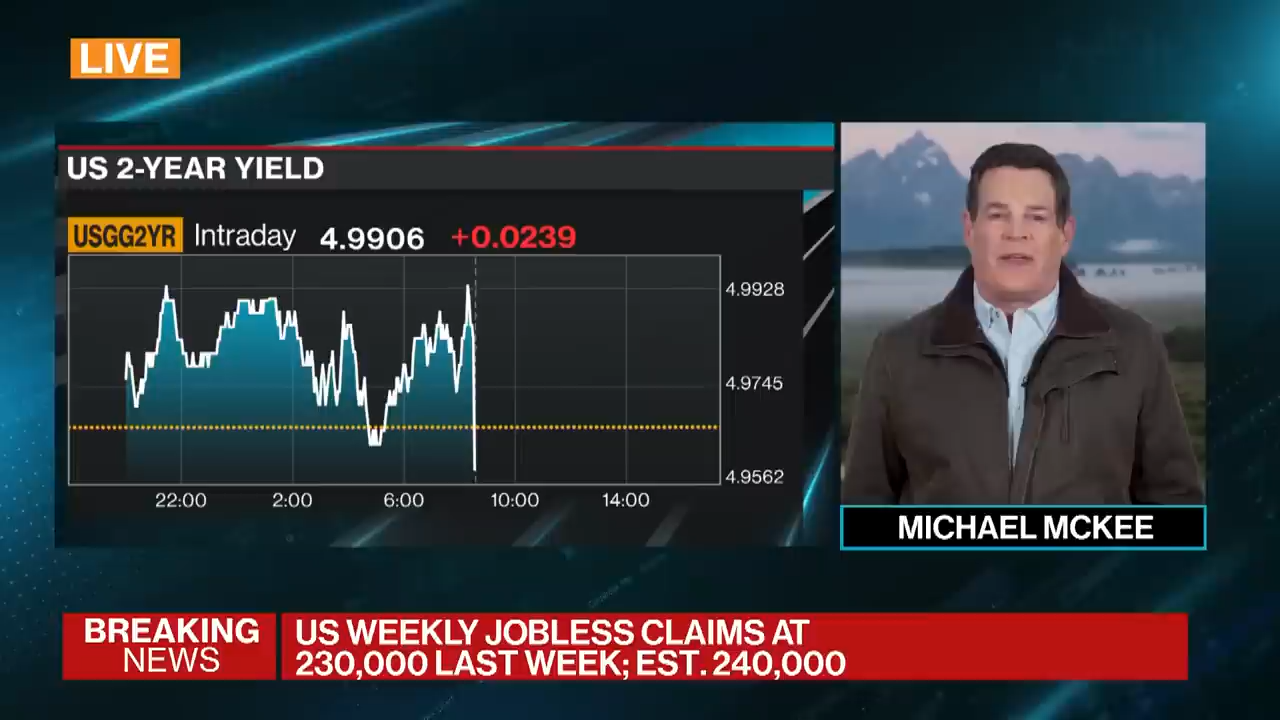 LIVE
US 2-YEAR YIELD
USGG2YR Intraday 4.9906 +0.0239
4.9928
4.9745
4.9562
22:00 2:00 6:00 10:00 14:00
MICHAEL MCKEE
BREAKING
NEWS
US WEEKLY JOBLESS CLAIMS AT
230,000 LAST WEEK; EST. 240,000